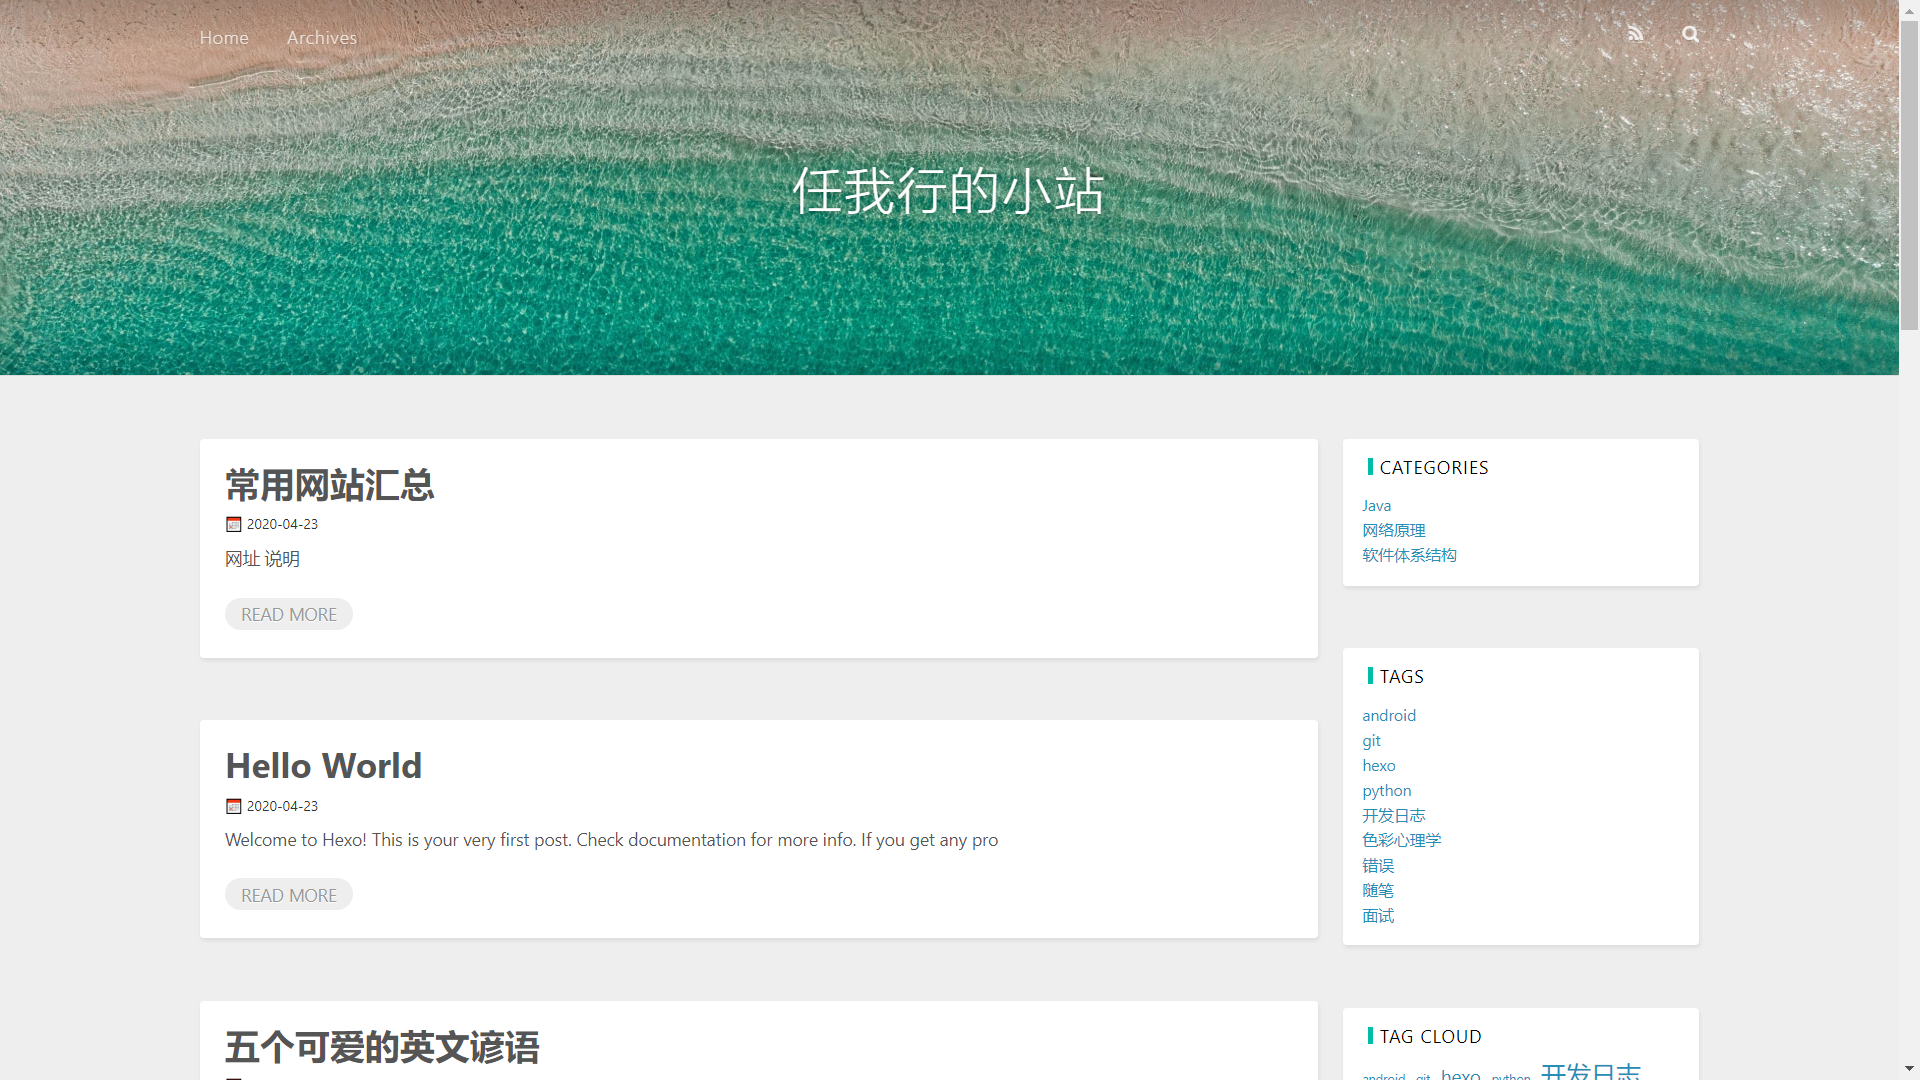 Home Archives
任我行的小站
常用网站汇总
2020-04-23
网址 说明
READ MORE
Hello World
2020-04-23
Welcome to Hexo! This is your very first post. Check documentation for more info. If you get any pro
READ MORE
五个可爱的英文谚语
CATEGORIES
Java
网络原理
软件体系结构
TAGS
android
git
hexo
python
开发日志
色彩心理学
错误
随笔
面试
TAG CLOUD
android git hexo python 开发日志